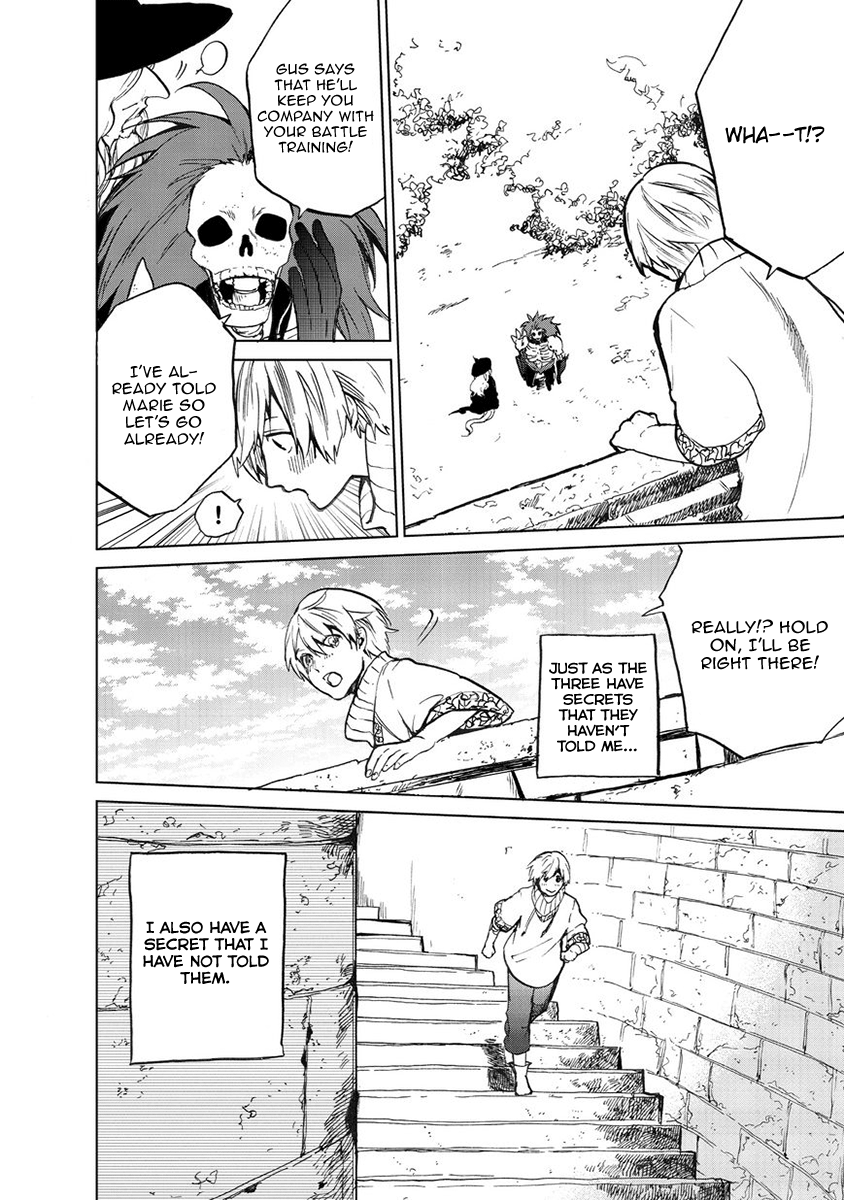 WHA--T!?
GUS SAYS
THAT HE'LL
KEEP YOU
COMPANY WITH
YOUR BATTLE
TRAINING!
I'VE AL-
READY TOLD
MARIE SO
LET'S GO
ALREADY!
!
REALLY!? HOLD
ON, I'LL BE
RIGHT THERE!
JUST AS THE
THREE HAVE
SECRETS
THAT THEY
HAVEN'T
TOLD ME...
I ALSO HAVE A
SECRET THAT I
HAVE NOT TOLD
THEM.